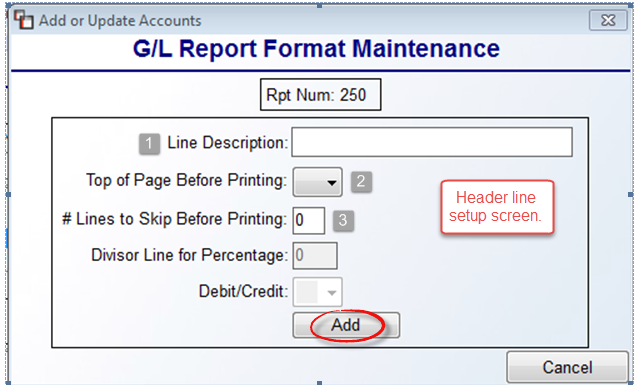 Add or Update Accounts
G/L Report Format Maintenance
Rpt Num: 250
1 Line Description:
Top of Page Before Printing: 2
# Lines to Skip Before Printing: 0 3
Header line
setup screen.
Divisor Line for Percentage: 0
Debit/Credit:
Add
Cancel